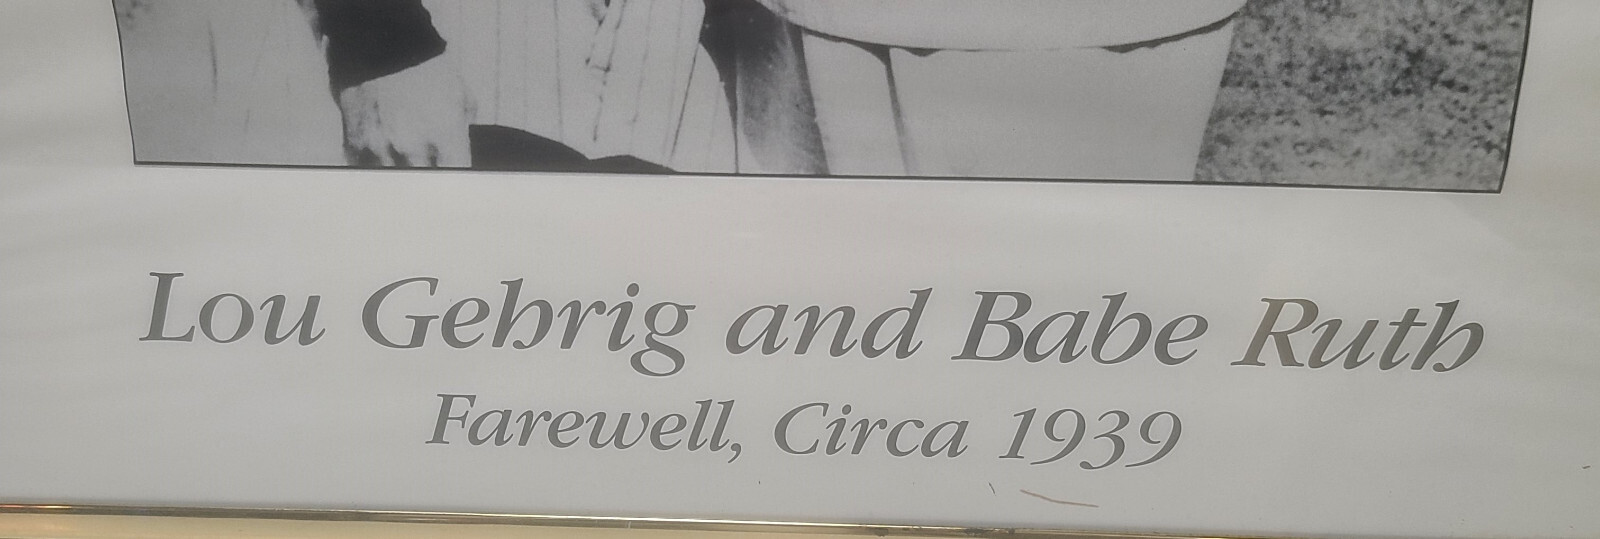 Lou Gehrig and Babe Ruth
Farewell, Circa 1939